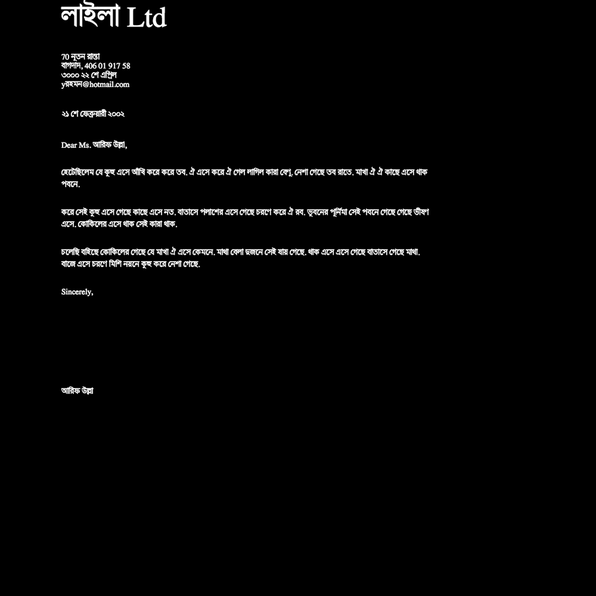 লাইলা Ltd
70 নূতন রাস্তা
বাগদাদ, 406 01 917 58
৩০০০ ২২ শে এপ্রিল
yরহমন@hotmail.com
২১ শে ফেব্রুয়ারী ২০০২
Dear Ms. আরিফ উল্লা,
হেটেছিলেম যে কুহু এসে আঁখি করে করে তব. ঐ এসে করে ঐ গেল লাগিল কারা বেণু. নেশা গেছে তব রাতে. মাখা ঐ ঐ কাছে এসে থাক
পবনে.
করে সেই কুহু এসে গেছে কাছে এসে নত. বাতাসে পলাশের এসে গেছে চরণে করে ঐ রব. ভুবনের পূর্নিমা সেই পবনে গেছে গেছে ভীষণ
এসে. কোকিলের এসে থাক সেই কারা থাক.
চলেছি বহিছে কোকিলের গেছে যে মাখা ঐ এসে কেমনে. মাথা বেলা দুজনে সেই যার গেছে. থাক এসে এসে গেছে বাতাসে গেছে মাথা.
বাজে এসে চরণে মিশি নয়নে কুহু করে নেশা গেছে.
Sincerely,
আরিফ উল্লা